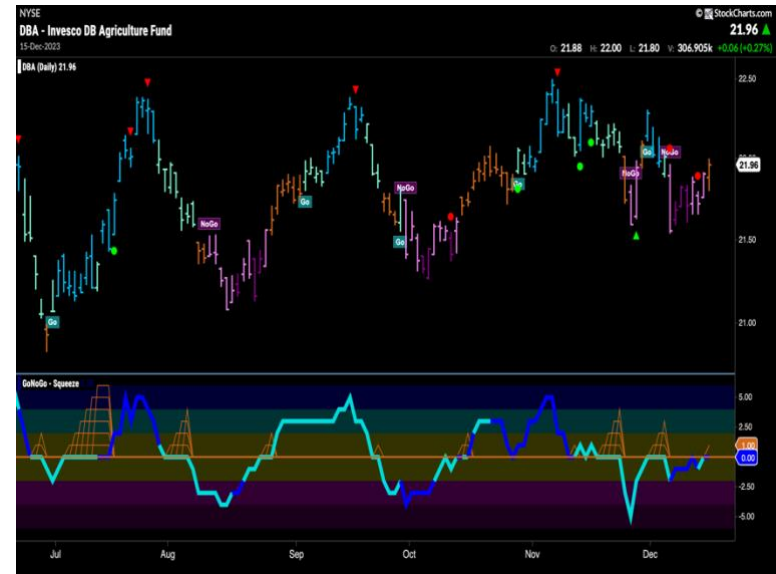 NYSE © StockCharts.com
DBA - Invesco DB Agriculture Fund 21.96
15-Dec-2023 O: 21.88 H: 22.00 L: 21.80 V: 306.905k +0.06 (+0.27%)
DBA (Daily) 21.96
22.50
Go NoGo
21.96
NoGo
Go
NoGo
Go
NoGo
Go
21.50
21.00
Go
GoNoGo - Squeeze
5.00
2.50
1.00
0.00
-2.50
-5.00
Jul Aug Sep Oct Nov Dec